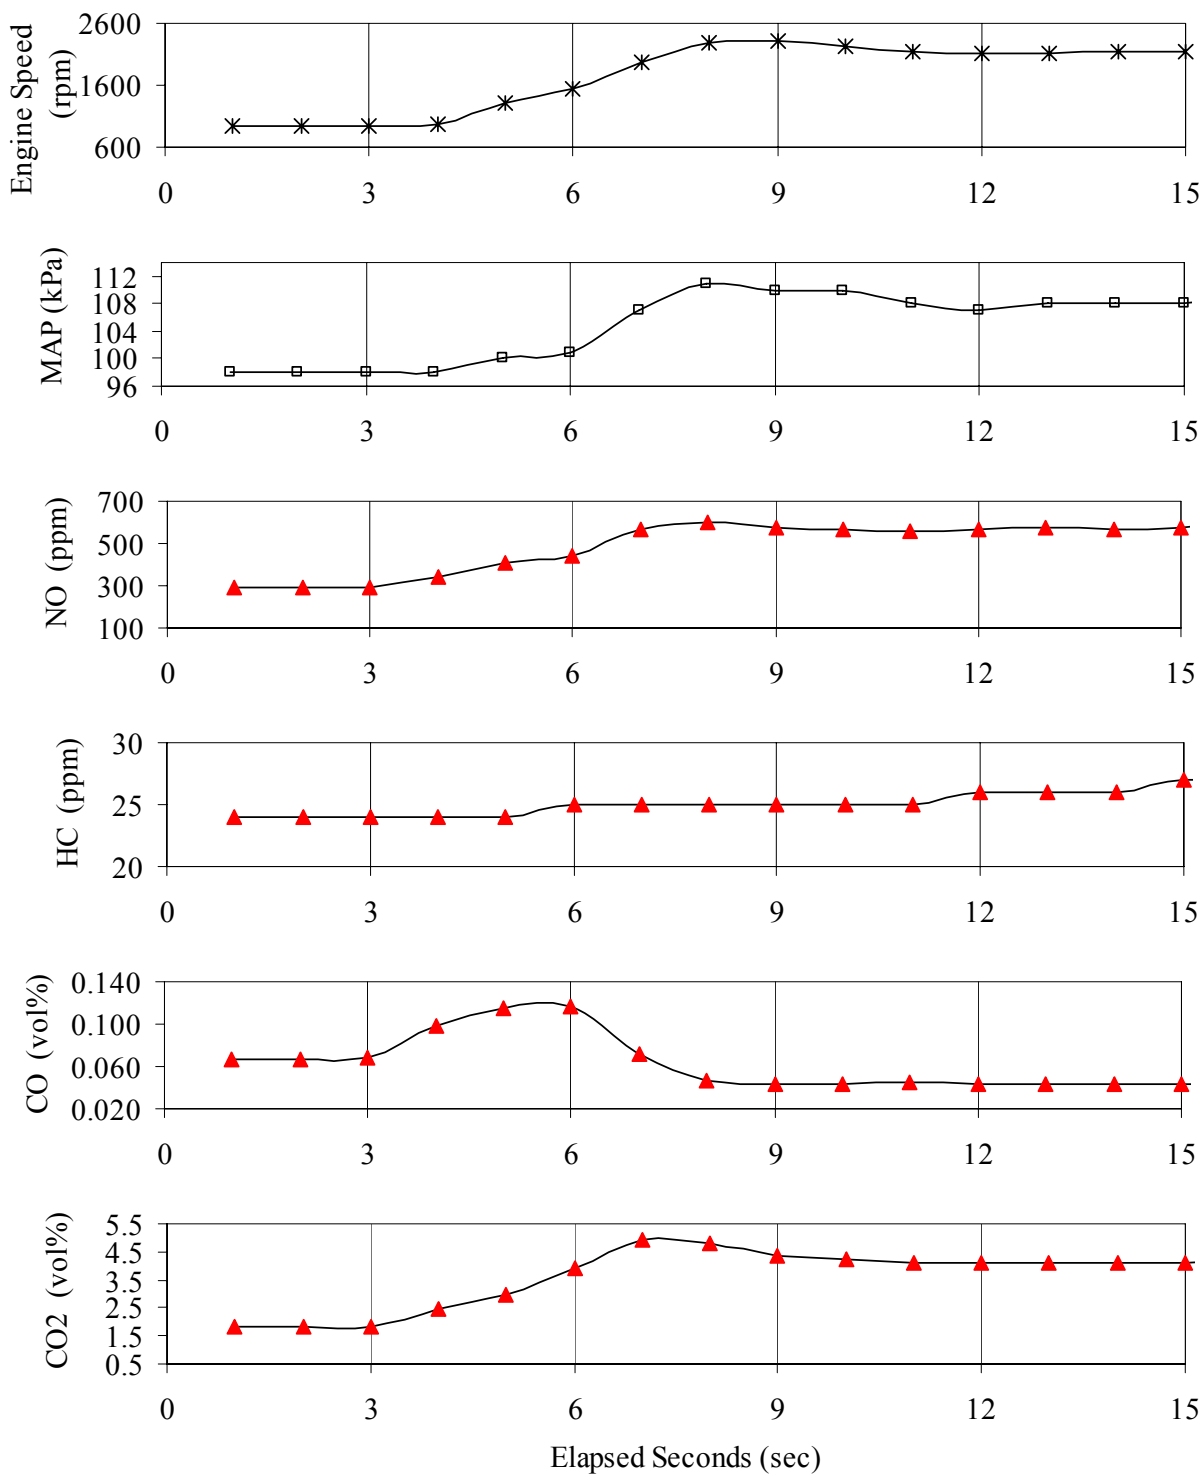 Engine Speed
(rpm)
2600
1600
600
0 3 6 9 12 15
MAP (kPa)
112
108
104
100
96
0 3 6 9 12 15
NO (ppm)
700
500
300
100
0 3 6 9 12 15
HC (ppm)
30
25
20
0 3 6 9 12 15
CO (vol%)
0.140
0.100
0.060
0.020
0 3 6 9 12 15
CO2 (vol%)
5.5
4.5
3.5
2.5
1.5
0.5
0 3 6 9 12 15
Elapsed Seconds (sec)